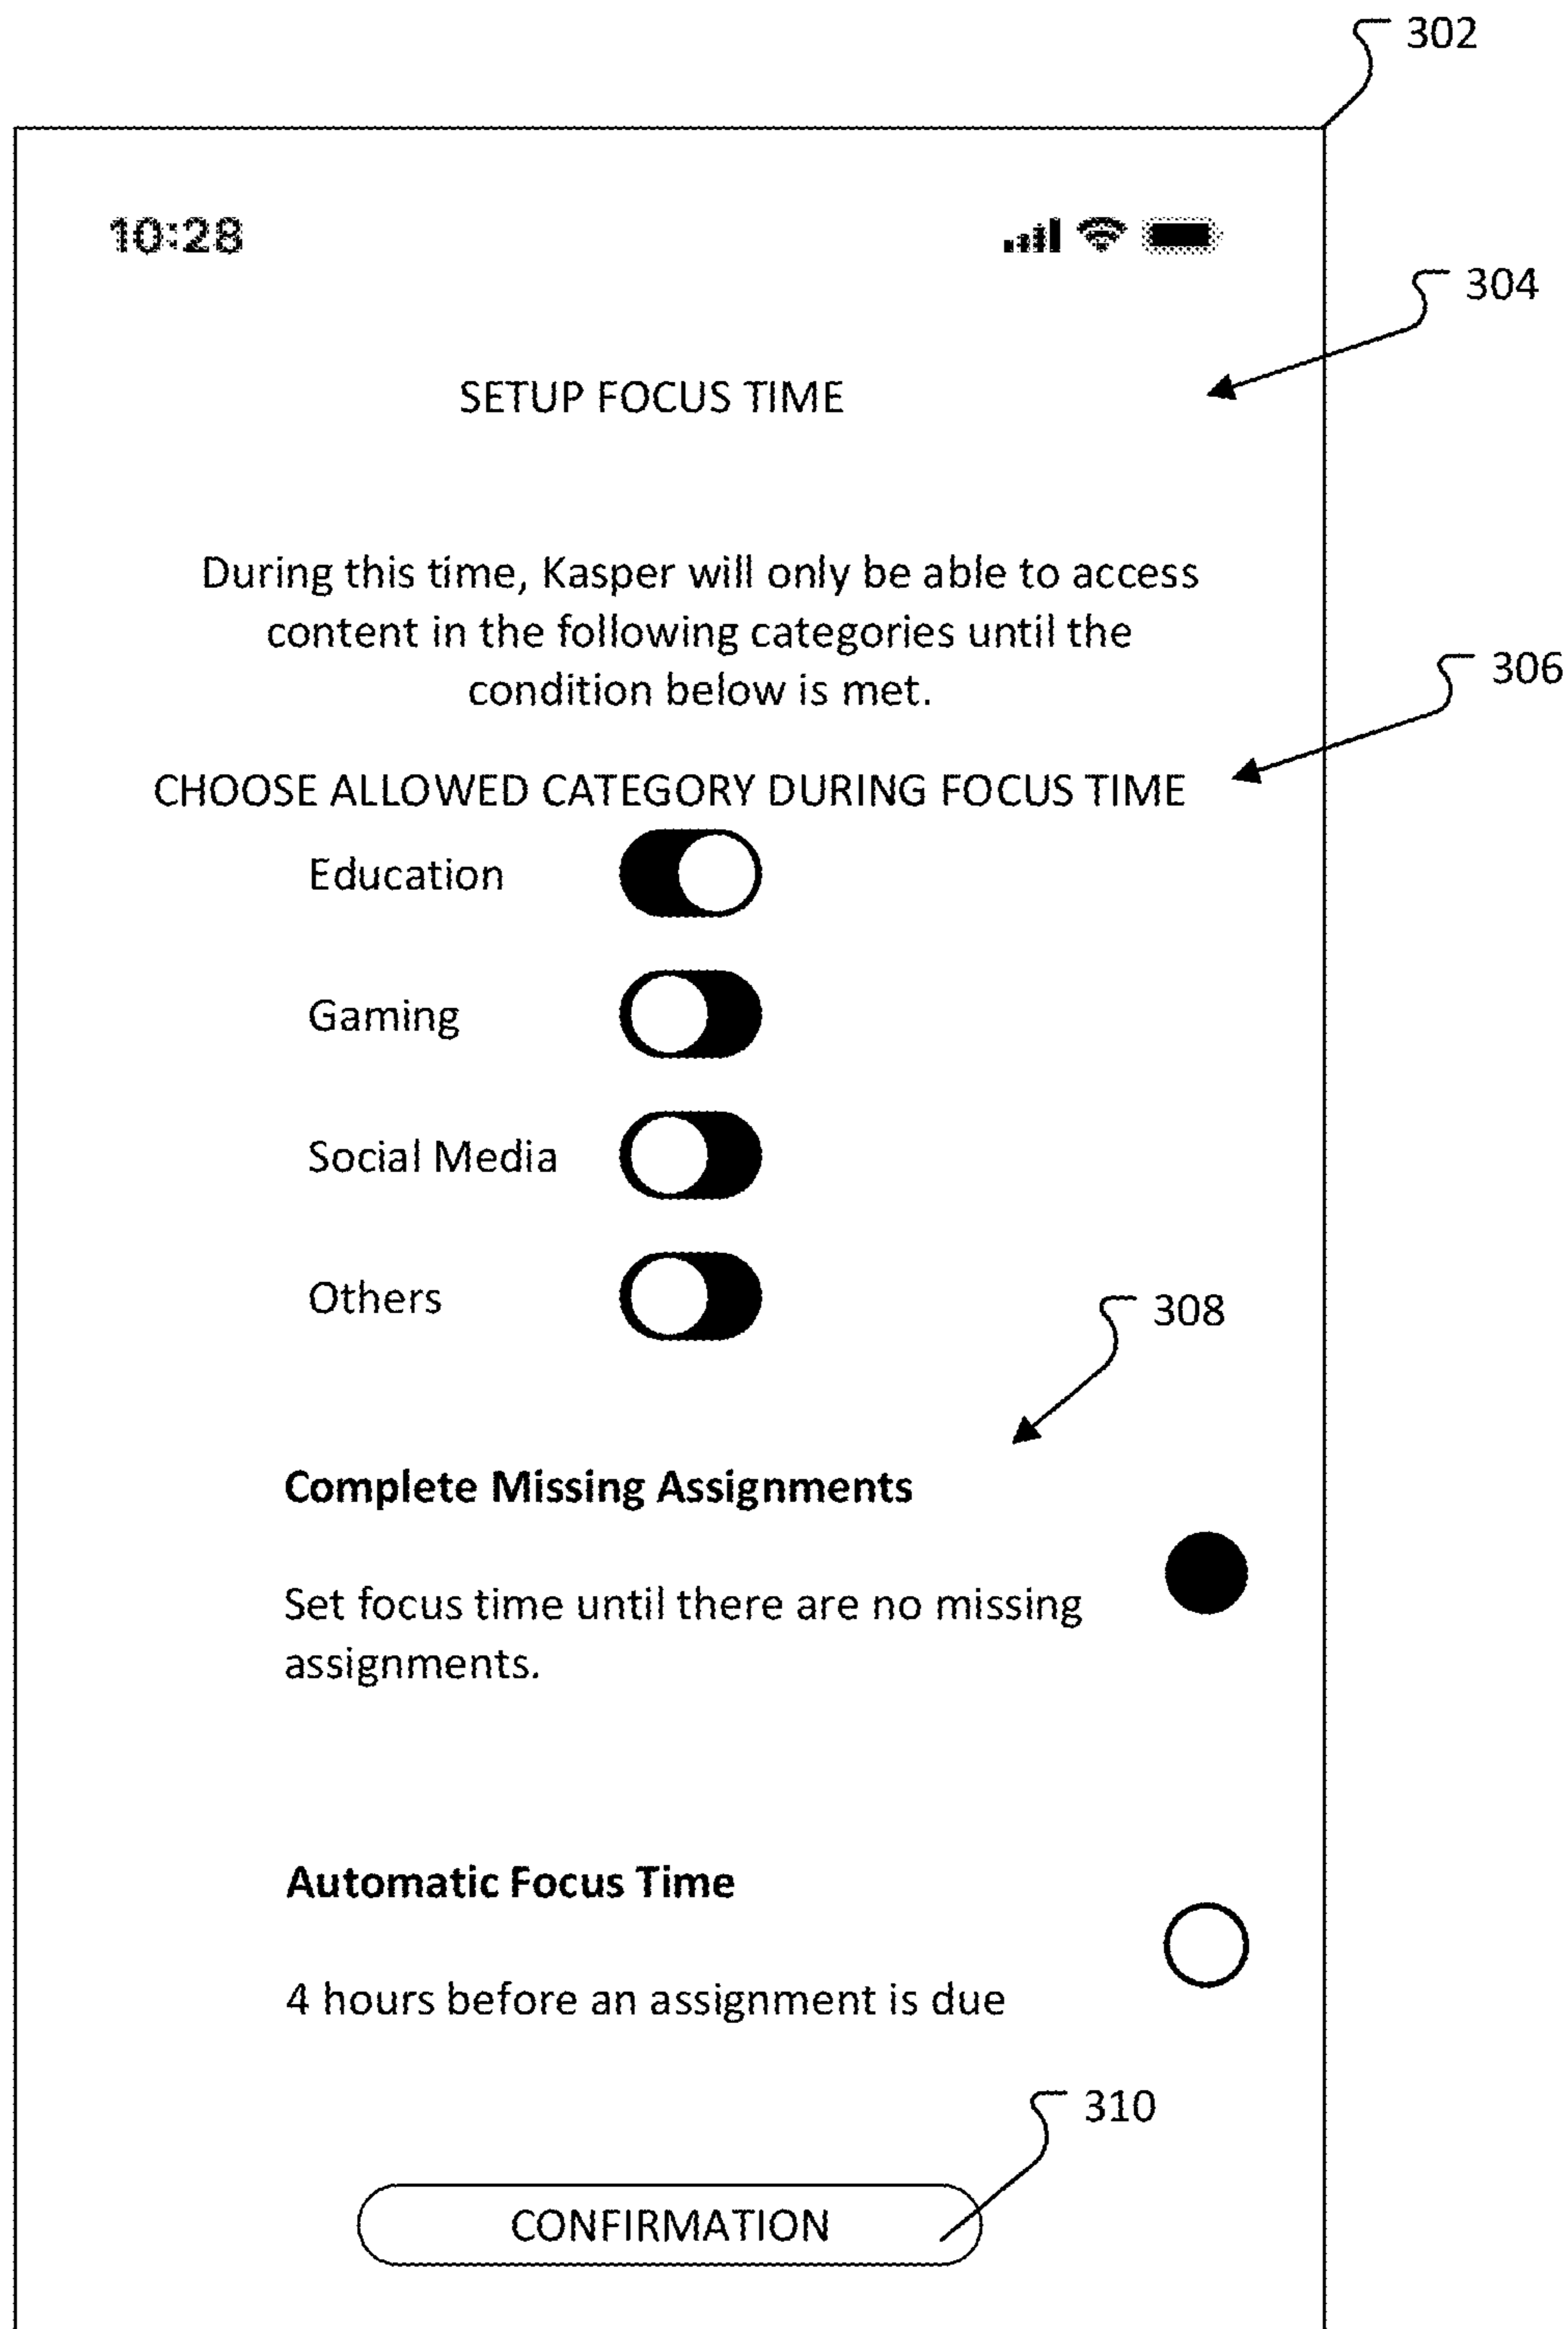 302
10:28
304
SETUP FOCUS TIME
During this time, Kasper will only be able to access
content in the following categories until the
condition below is met.
306
CHOOSE ALLOWED CATEGORY DURING FOCUS TIME
Education
Gaming
Social Media
Others
308
Complete Missing Assignments
Set focus time until there are no missing
assignments.
Automatic Focus Time
4 hours before an assignment is due
310
CONFIRMATION